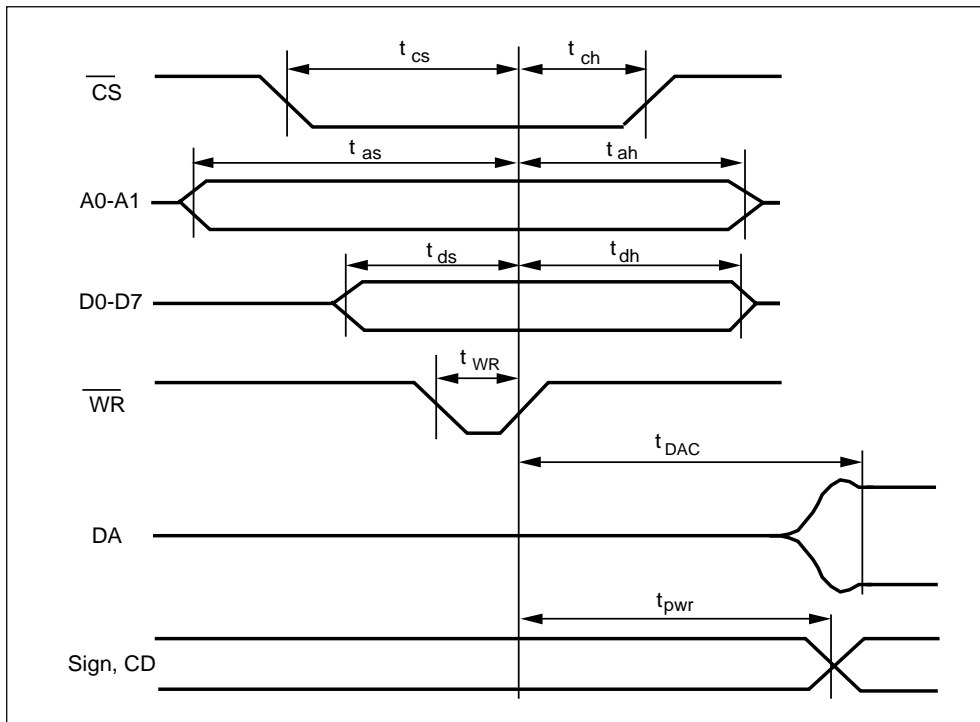 t cs
t ch
CS
t as
t ah
A0-A1
t ds
t dh
D0-D7
t WR
WR
t DAC
DA
t pwr
Sign, CD